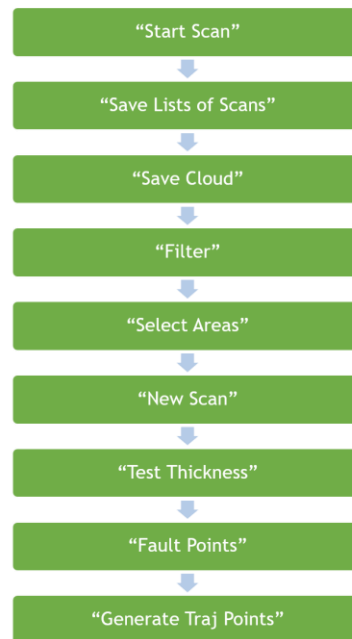 “Start Scan”
“Save Lists of Scans”
“Save Cloud”
“Filter”
“Select Areas”
“New Scan”
“Test Thickness”
“Fault Points”
“Generate Traj Points”